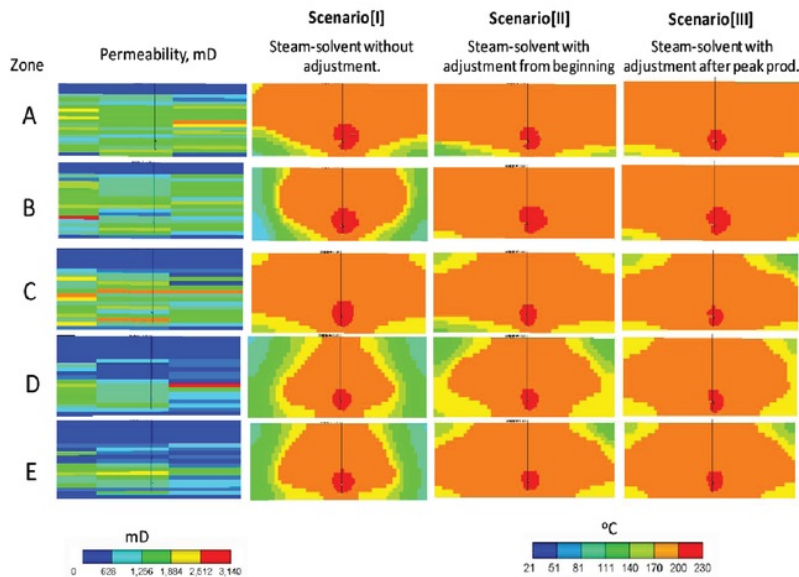 Scenario[I] Scenario[II] Scenario[III]
Zone Permeability, mD Steam-solvent without adjustment. Steam-solvent with adjustment from beginning Steam-solvent with adjustment after peak prod.
A
B
C
D
E
mD
0 628 1,256 1,884 2,512 3,140
ºC
21 51 81 111 140 170 200 230